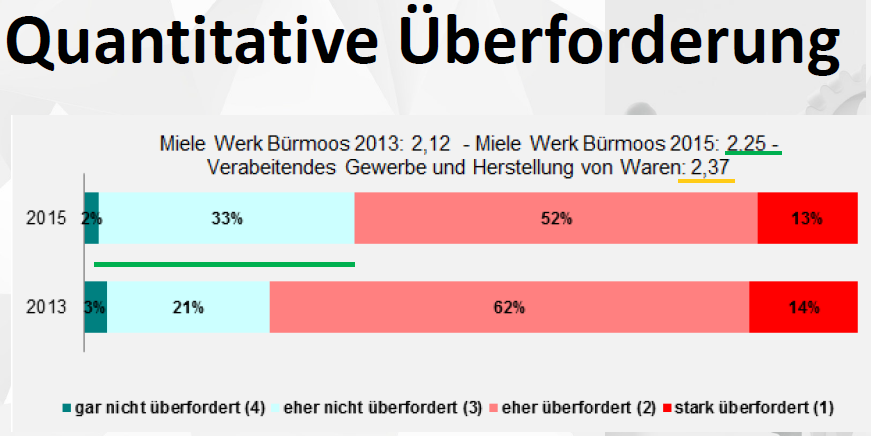 Quantitative Überforderung
Miele Werk Bürmoos 2013: 2,12 - Miele Werk Bürmoos 2015: 2.25 -
Verabeitendes Gewerbe und Herstellung von Waren: 2,37
2015 2% 33% 52% 13%
2013 3% 21% 62% 14%
gar nicht überfordert (4) eher nicht überfordert (3) eher überfordert (2) stark überfordert (1)